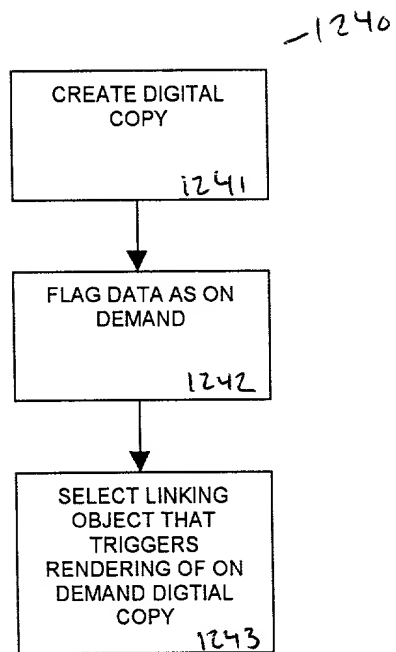 1240
CREATE DIGITAL
COPY
1241
FLAG DATA AS ON
DEMAND
1242
SELECT LINKING
OBJECT THAT
TRIGGERS
RENDERING OF ON
DEMAND DIGTIAL
COPY
1243